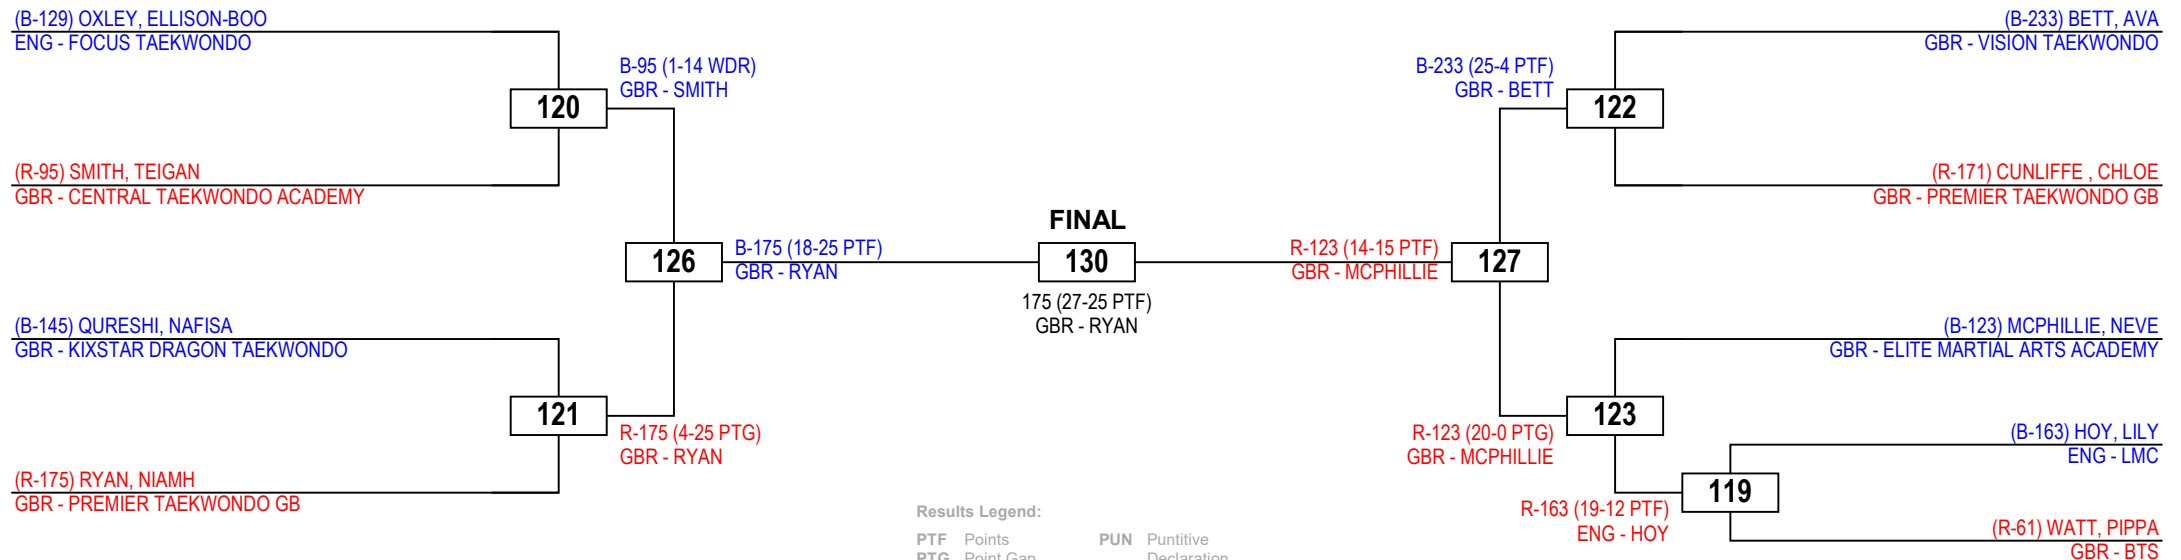 (B-129) OXLEY, ELLISON-BOO
ENG - FOCUS TAEKWONDO
(B-233) BETT, AVA
GBR - VISION TAEKWONDO
B-95 (1-14 WDR)
GBR - SMITH
B-233 (25-4 PTF)
GBR - BETT
120
122
(R-95) SMITH, TEIGAN
GBR - CENTRAL TAEKWONDO ACADEMY
(R-171) CUNLIFFE , CHLOE
GBR - PREMIER TAEKWONDO GB
FINAL
126
B-175 (18-25 PTF)
GBR - RYAN
130
R-123 (14-15 PTF)
GBR - MCPHILLIE
127
175 (27-25 PTF)
GBR - RYAN
(B-145) QURESHI, NAFISA
GBR - KIXSTAR DRAGON TAEKWONDO
(B-123) MCPHILLIE, NEVE
GBR - ELITE MARTIAL ARTS ACADEMY
121
123
R-175 (4-25 PTG)
GBR - RYAN
R-123 (20-0 PTG)
GBR - MCPHILLIE
(B-163) HOY, LILY
ENG - LMC
(R-175) RYAN, NIAMH
GBR - PREMIER TAEKWONDO GB
119
R-163 (19-12 PTF)
ENG - HOY
(R-61) WATT, PIPPA
GBR - BTS
Results Legend:
PTF Points PUN Puntitive
PTG Point Gap Declaration